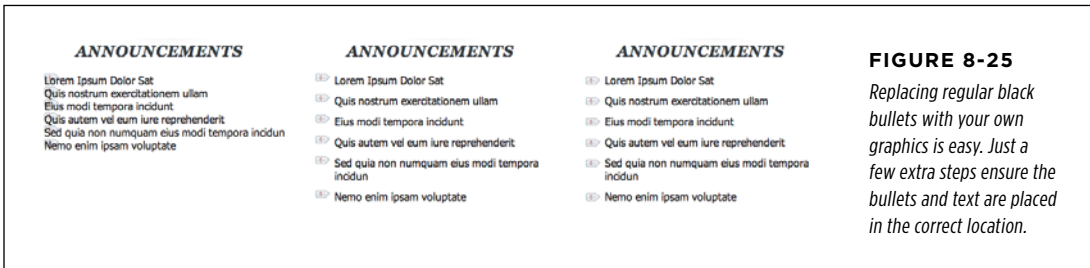 ANNOUNCEMENTS
Lorem Ipsum Dolor Sat
Quis nostrum exercitationem ullam
Eius modi tempora incidunt
Quis autem vel eum iure reprehenderit
Sed quia non numquam eius modi tempora incidun
Nemo enim ipsam voluptate
ANNOUNCEMENTS
Lorem Ipsum Dolor Sat
Quis nostrum exercitationem ullam
Eius modi tempora incidunt
Quis autem vel eum iure reprehenderit
Sed quia non numquam eius modi tempora
incidun
Nemo enim ipsam voluptate
ANNOUNCEMENTS
Lorem Ipsum Dolor Sat
Quis nostrum exercitationem ullam
Eius modi tempora incidunt
Quis autem vel eum iure reprehenderit
Sed quia non numquam eius modi tempora
incidun
Nemo enim ipsam voluptate
FIGURE 8-25
Replacing regular black
bullets with your own
graphics is easy. Just a
few extra steps ensure the
bullets and text are placed
in the correct location.